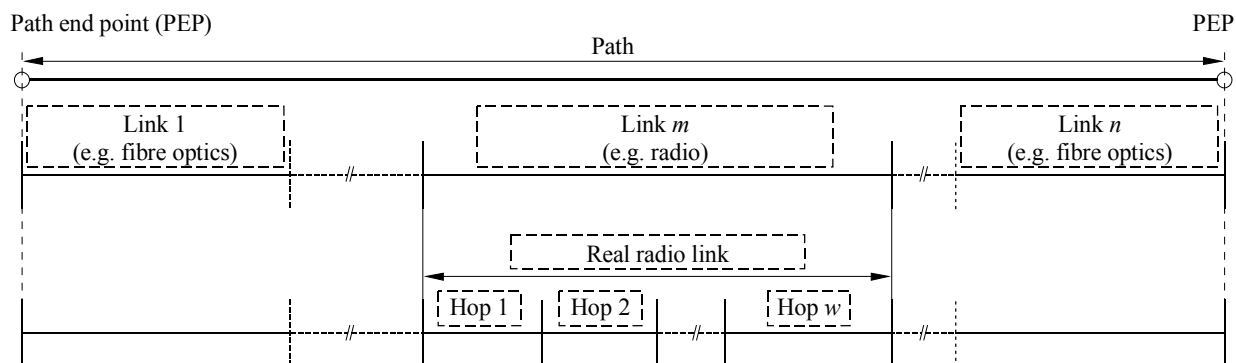 Path end point (PEP)
PEP
Path
Link 1
(e.g. fibre optics)
Link m
(e.g. radio)
Link n
(e.g. fibre optics)
Real radio link
Hop 1
Hop 2
Hop w